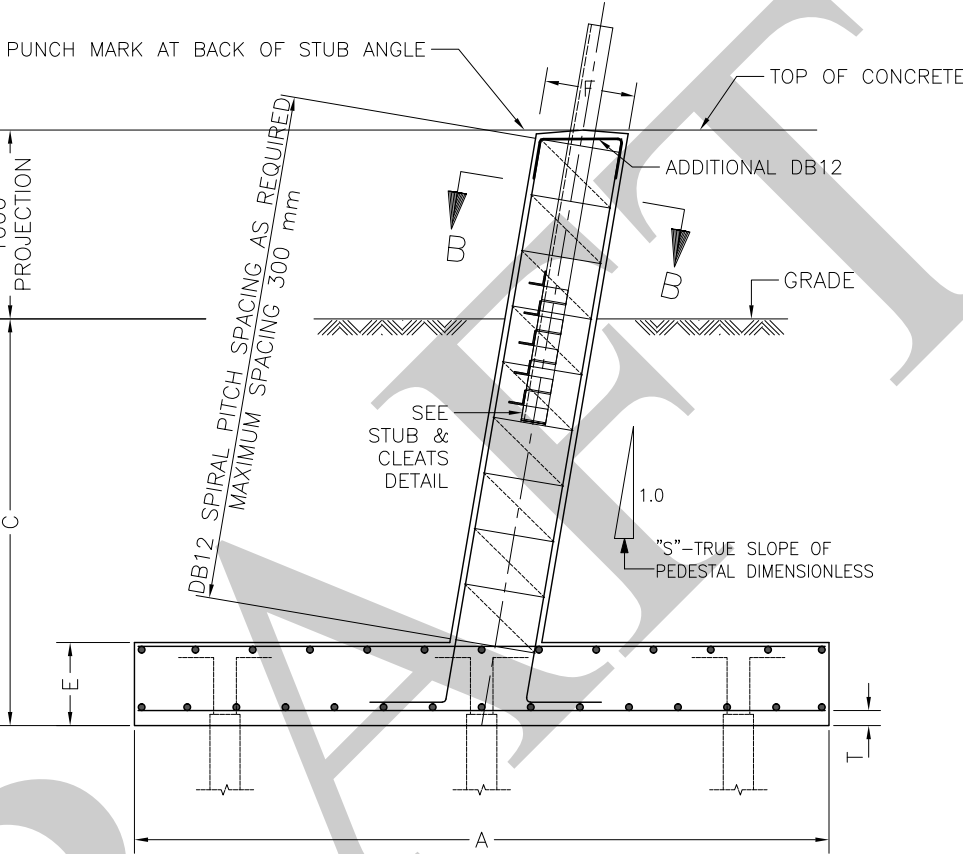 PUNCH MARK AT BACK OF STUB ANGLE
F
TOP OF CONCRETE
ADDITIONAL DB12
PROJECTION
DB12 SPIRAL PITCH SPACING AS REQUIRED
MAXIMUM SPACING 300 mm
B
B
GRADE
SEE
STUB &
CLEATS
DETAIL
1.0
"S"-TRUE SLOPE OF
PEDESTAL DIMENSIONLESS
C
E
T
A
DRAFT